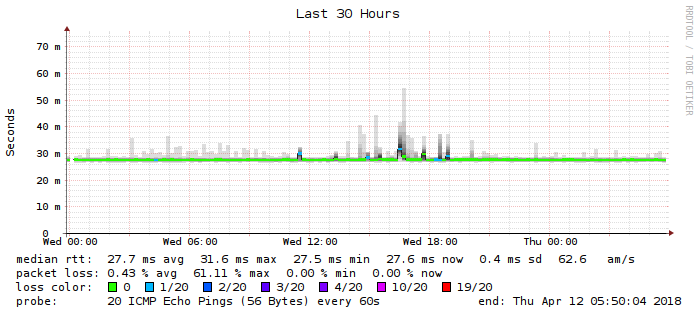 Last 30 Hours
RRDTOOL / TOBI OETIKER
Seconds
70 m
60 m
50 m
40 m
30 m
20 m
10 m
0
Wed 00:00 Wed 06:00 Wed 12:00 Wed 18:00 Thu 00:00
median rtt: 27.7 ms avg 31.6 ms max 27.5 ms min 27.6 ms now 0.4 ms sd 62.6 am/s
packet loss: 0.43 % avg 61.11 % max 0.00 % min 0.00 % now
loss color: 0 1/20 2/20 3/20 4/20 10/20 19/20
probe: 20 ICMP Echo Pings (56 Bytes) every 60s end: Thu Apr 12 05:50:04 2018